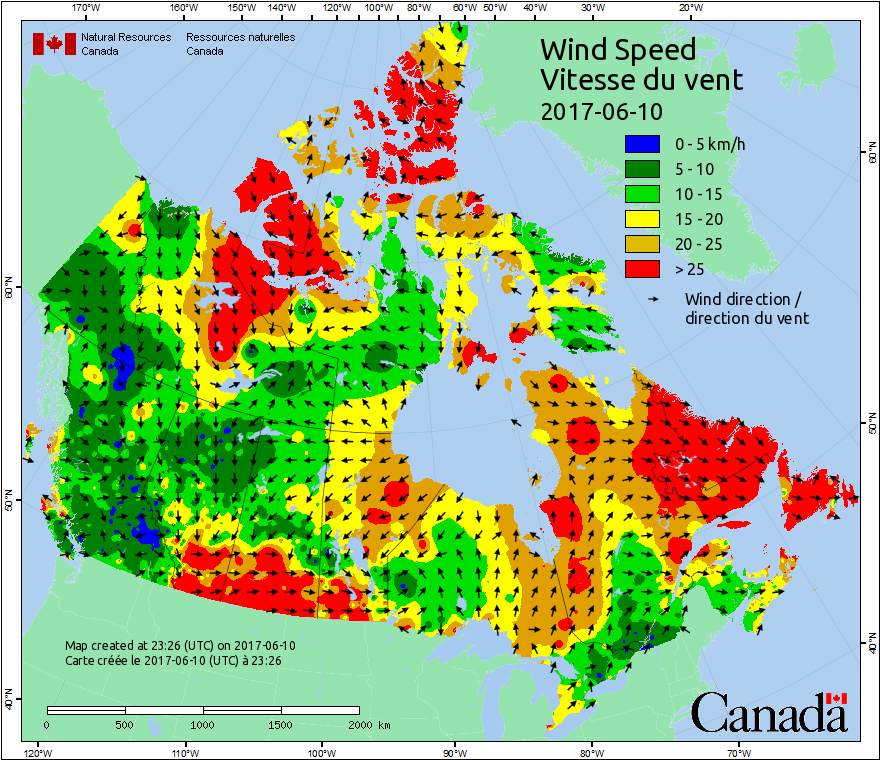 170°W 160°W 150°W 140°W 130°W 120°W 110°W 100°W 80°W 60°W 50°W 40°W 30°W 20°W
Natural Resources Ressources naturelles
Canada Canada
Wind Speed
Vitesse du vent
2017-06-10
0 - 5 km/h
5 - 10
10 - 15
15 - 20
20 - 25
> 25
Wind direction /
direction du vent
60°N
60°N
50°N
50°N
40°N
40°N
Map created at 23:26 (UTC) on 2017-06-10
Carte créée le 2017-06-10 (UTC) à 23:26
0 500 1000 1500 2000 km
Canada
120°W 110°W 100°W 90°W 80°W 70°W